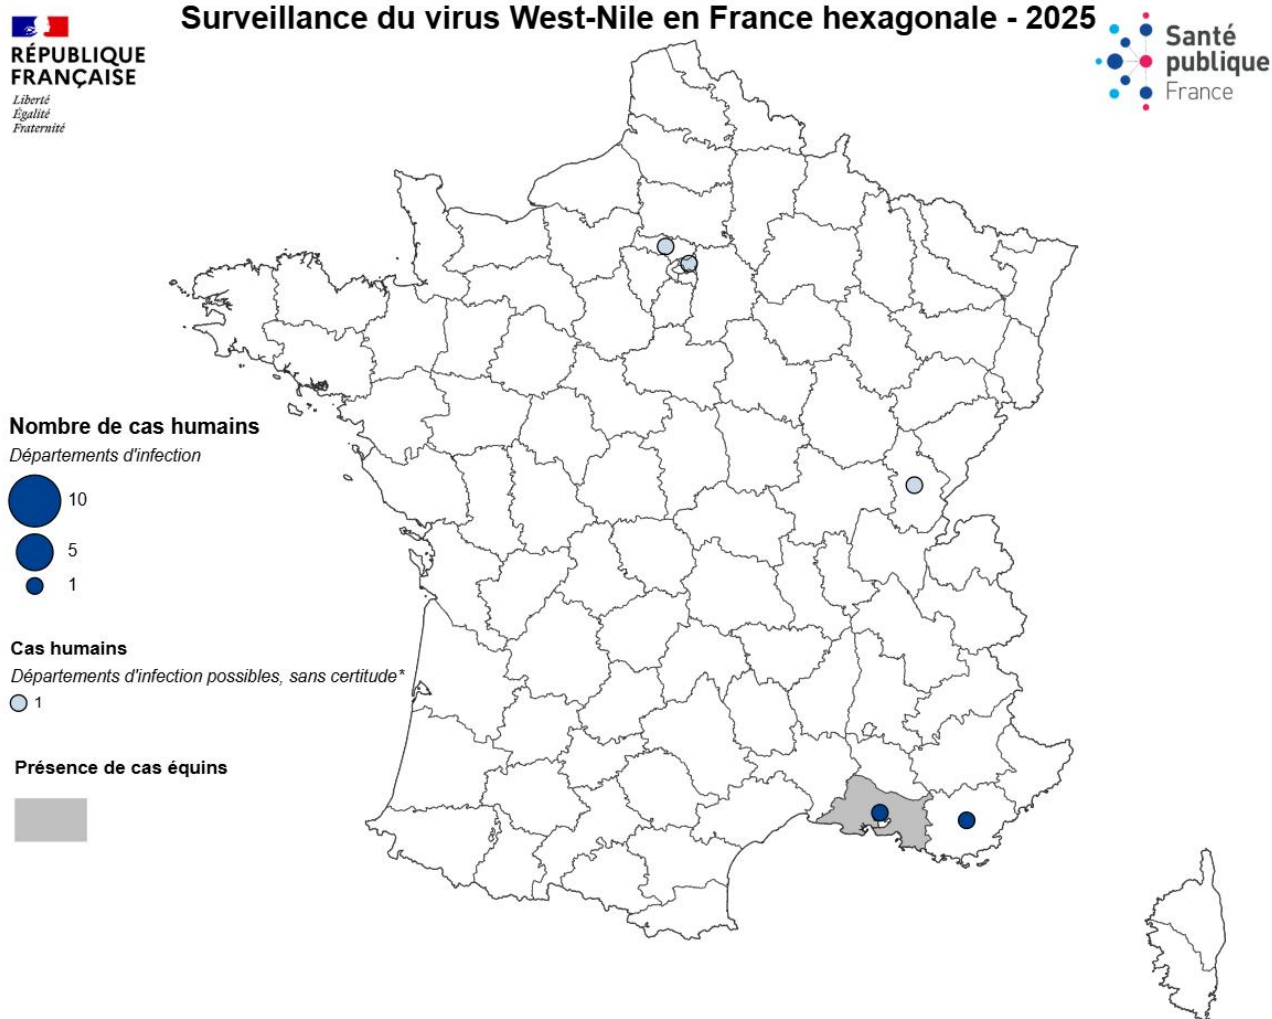 Surveillance du virus West-Nile en France hexagonale - 2025
RÉPUBLIQUE
FRANÇAISE
Liberté
Égalité
Fraternité
Santé
publique
France
Nombre de cas humains
Départements d'infection
10
5
1
Cas humains
Départements d'infection possibles, sans certitude*
1
Présence de cas équins